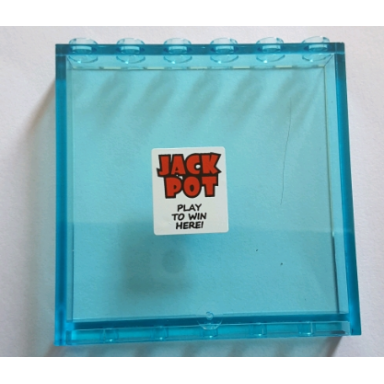 JACK
POT
PLAY
TO WIN
HERE!